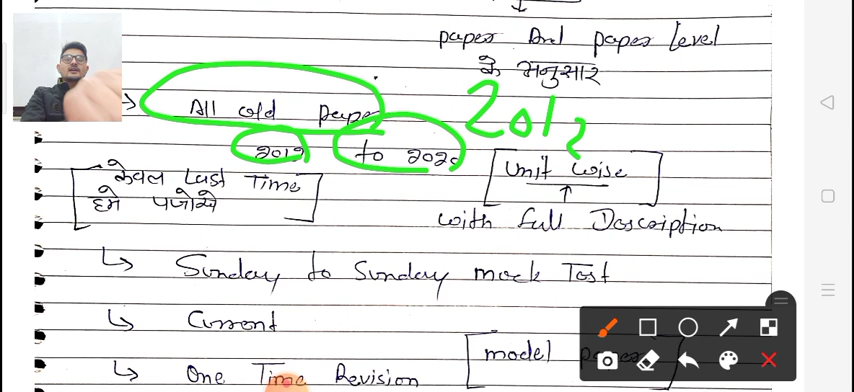 paper And paper Level
के अनुसार
All old paper
2012
2019 to 2020
Unit wise
केवल Last Time
हमे पजोसे
with full Doscription
↳ Sunday to Sunday mock Test
↳ Current
model
↳ One Time Revision